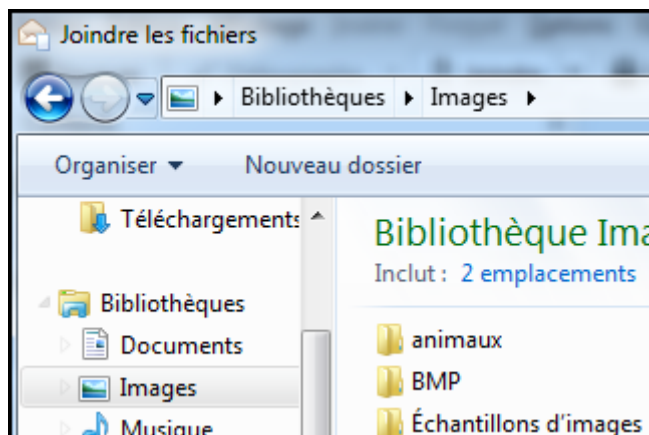 Joindre les fichiers
Bibliothèques Images
Organiser Nouveau dossier
Téléchargements
Bibliothèques
Documents
Images
Musique
Bibliothèque Ima
Inclut : 2 emplacements
animaux
BMP
Échantillons d'images